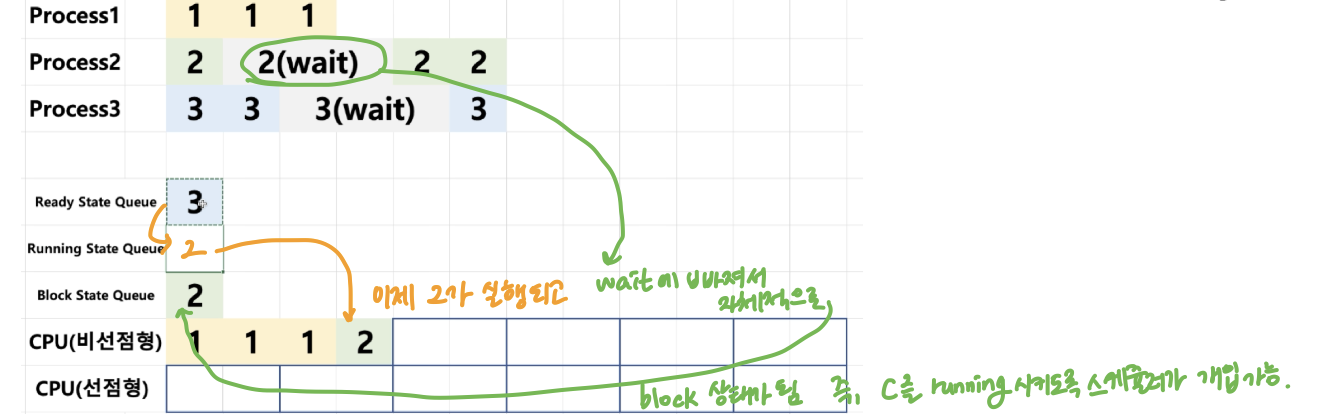 Process1 1 1 1
Process2 2 2(wait) 2 2
Process3 3 3 3(wait) 3
Ready State Queue 3
Running State Queue 2
Block State Queue 2
이제 2가 실행되고
wait에 빠져서
자체적으로
CPU(비선점형) 1 1 1 2
CPU(선점형)
block 상태가 됨 즉, C를 running 시키도록 스케줄러가 개입 가능.